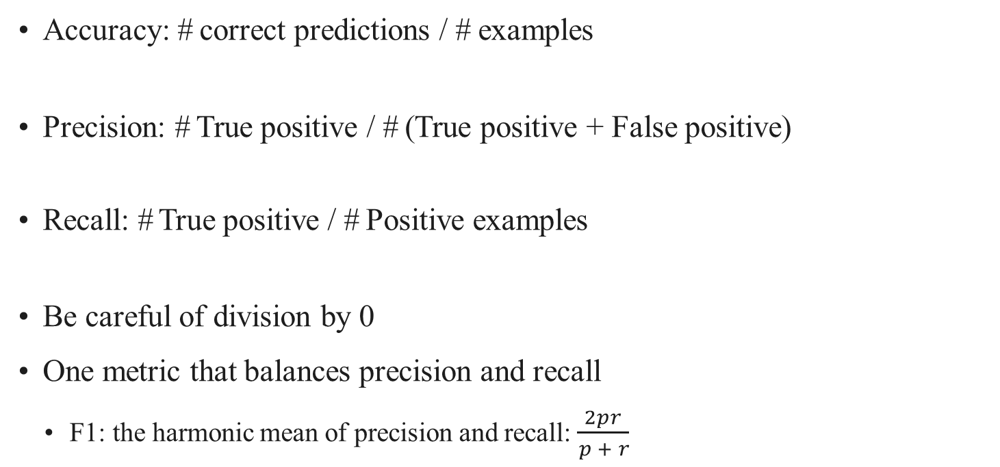 • Accuracy: # correct predictions / # examples
• Precision: # True positive / # (True positive + False positive)
• Recall: # True positive / # Positive examples
• Be careful of division by 0
• One metric that balances precision and recall
• F1: the harmonic mean of precision and recall: 2pr / p + r